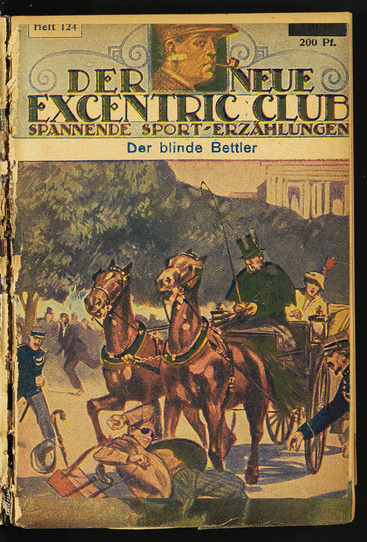 Heft 124
200 Pf.
DER NEUE
EXCENTRIC CLUB
SPANNENDE SPORT-ERZÄHLUNGEN
Der blinde Bettler